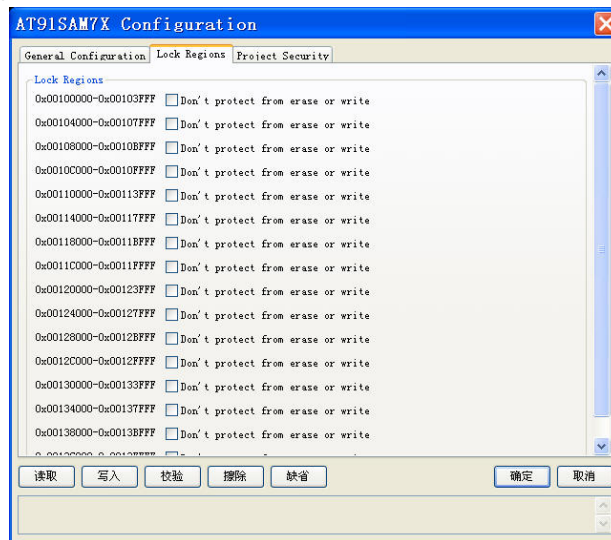 AT91SAM7X Configuration
General Configuration Lock Regions Project Security
Lock Regions
0x00100000-0x00103FFF Don't protect from erase or write
0x00104000-0x00107FFF Don't protect from erase or write
0x00108000-0x0010BFFF Don't protect from erase or write
0x0010C000-0x0010FFFF Don't protect from erase or write
0x00110000-0x00113FFF Don't protect from erase or write
0x00114000-0x00117FFF Don't protect from erase or write
0x00118000-0x0011BFFF Don't protect from erase or write
0x0011C000-0x0011FFFF Don't protect from erase or write
0x00120000-0x00123FFF Don't protect from erase or write
0x00124000-0x00127FFF Don't protect from erase or write
0x00128000-0x0012BFFF Don't protect from erase or write
0x0012C000-0x0012FFFF Don't protect from erase or write
0x00130000-0x00133FFF Don't protect from erase or write
0x00134000-0x00137FFF Don't protect from erase or write
0x00138000-0x0013BFFF Don't protect from erase or write
读取 写入 校验 擦除 缺省 确定 取消